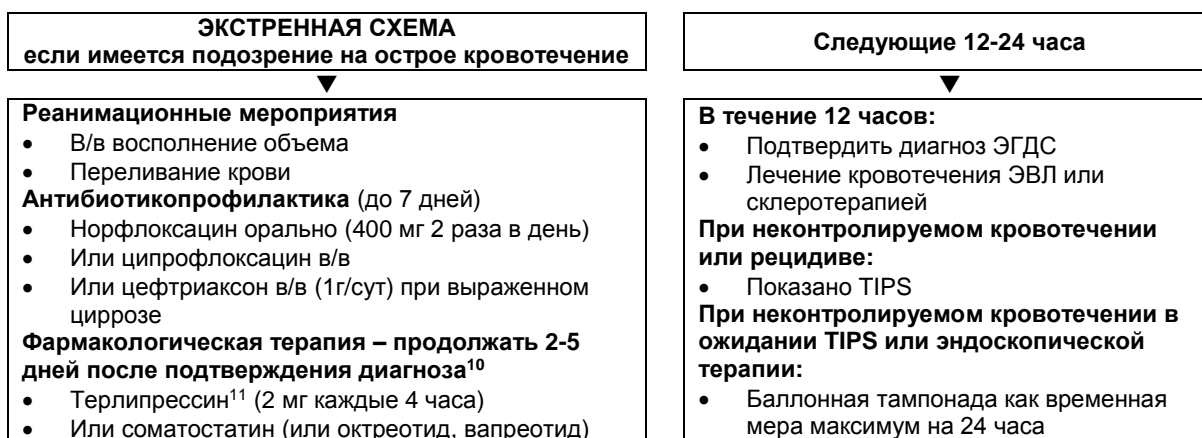 ЭКСТРЕННАЯ СХЕМА
если имеется подозрение на острое кровотечение
▼
Реанимационные мероприятия
• В/в восполнение объема
• Переливание крови
Антибиотикопрофилактика (до 7 дней)
• Норфлоксацин орально (400 мг 2 раза в день)
• Или ципрофлоксацин в/в
• Или цефтриаксон в/в (1г/сут) при выраженном
циррозе
Фармакологическая терапия – продолжать 2-5
дней после подтверждения диагноза¹⁰
• Терлипрессин¹¹ (2 мг каждые 4 часа)
• Или соматостатин (или октреотид, вапреотид)
Следующие 12-24 часа
▼
В течение 12 часов:
• Подтвердить диагноз ЭГДС
• Лечение кровотечения ЭВЛ или
склеротерапией
При неконтролируемом кровотечении
или рецидиве:
• Показано TIPS
При неконтролируемом кровотечении в
ожидании TIPS или эндоскопической
терапии:
• Баллонная тампонада как временная
мера максимум на 24 часа